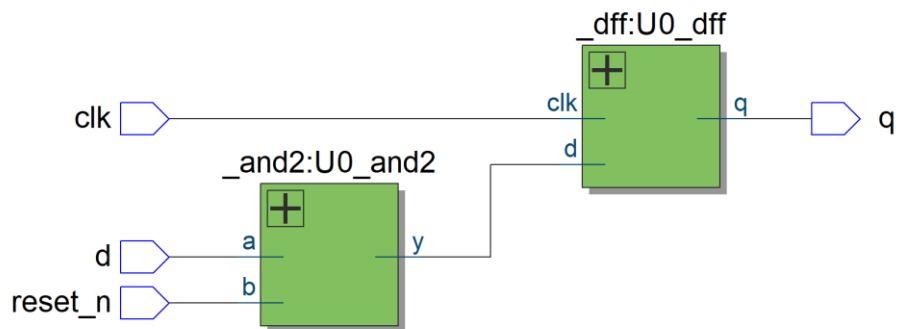 _dff:U0_dff
clk
clk
q
q
d
_and2:U0_and2
d
a
y
reset_n
b